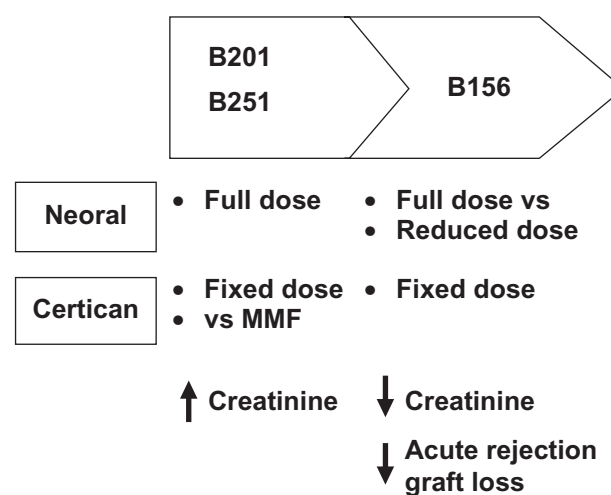 B201
B251
B156
Neoral
• Full dose
• Full dose vs
• Reduced dose
Certican
• Fixed dose
• vs MMF
• Fixed dose
↑ Creatinine
↓ Creatinine
↓ Acute rejection
graft loss